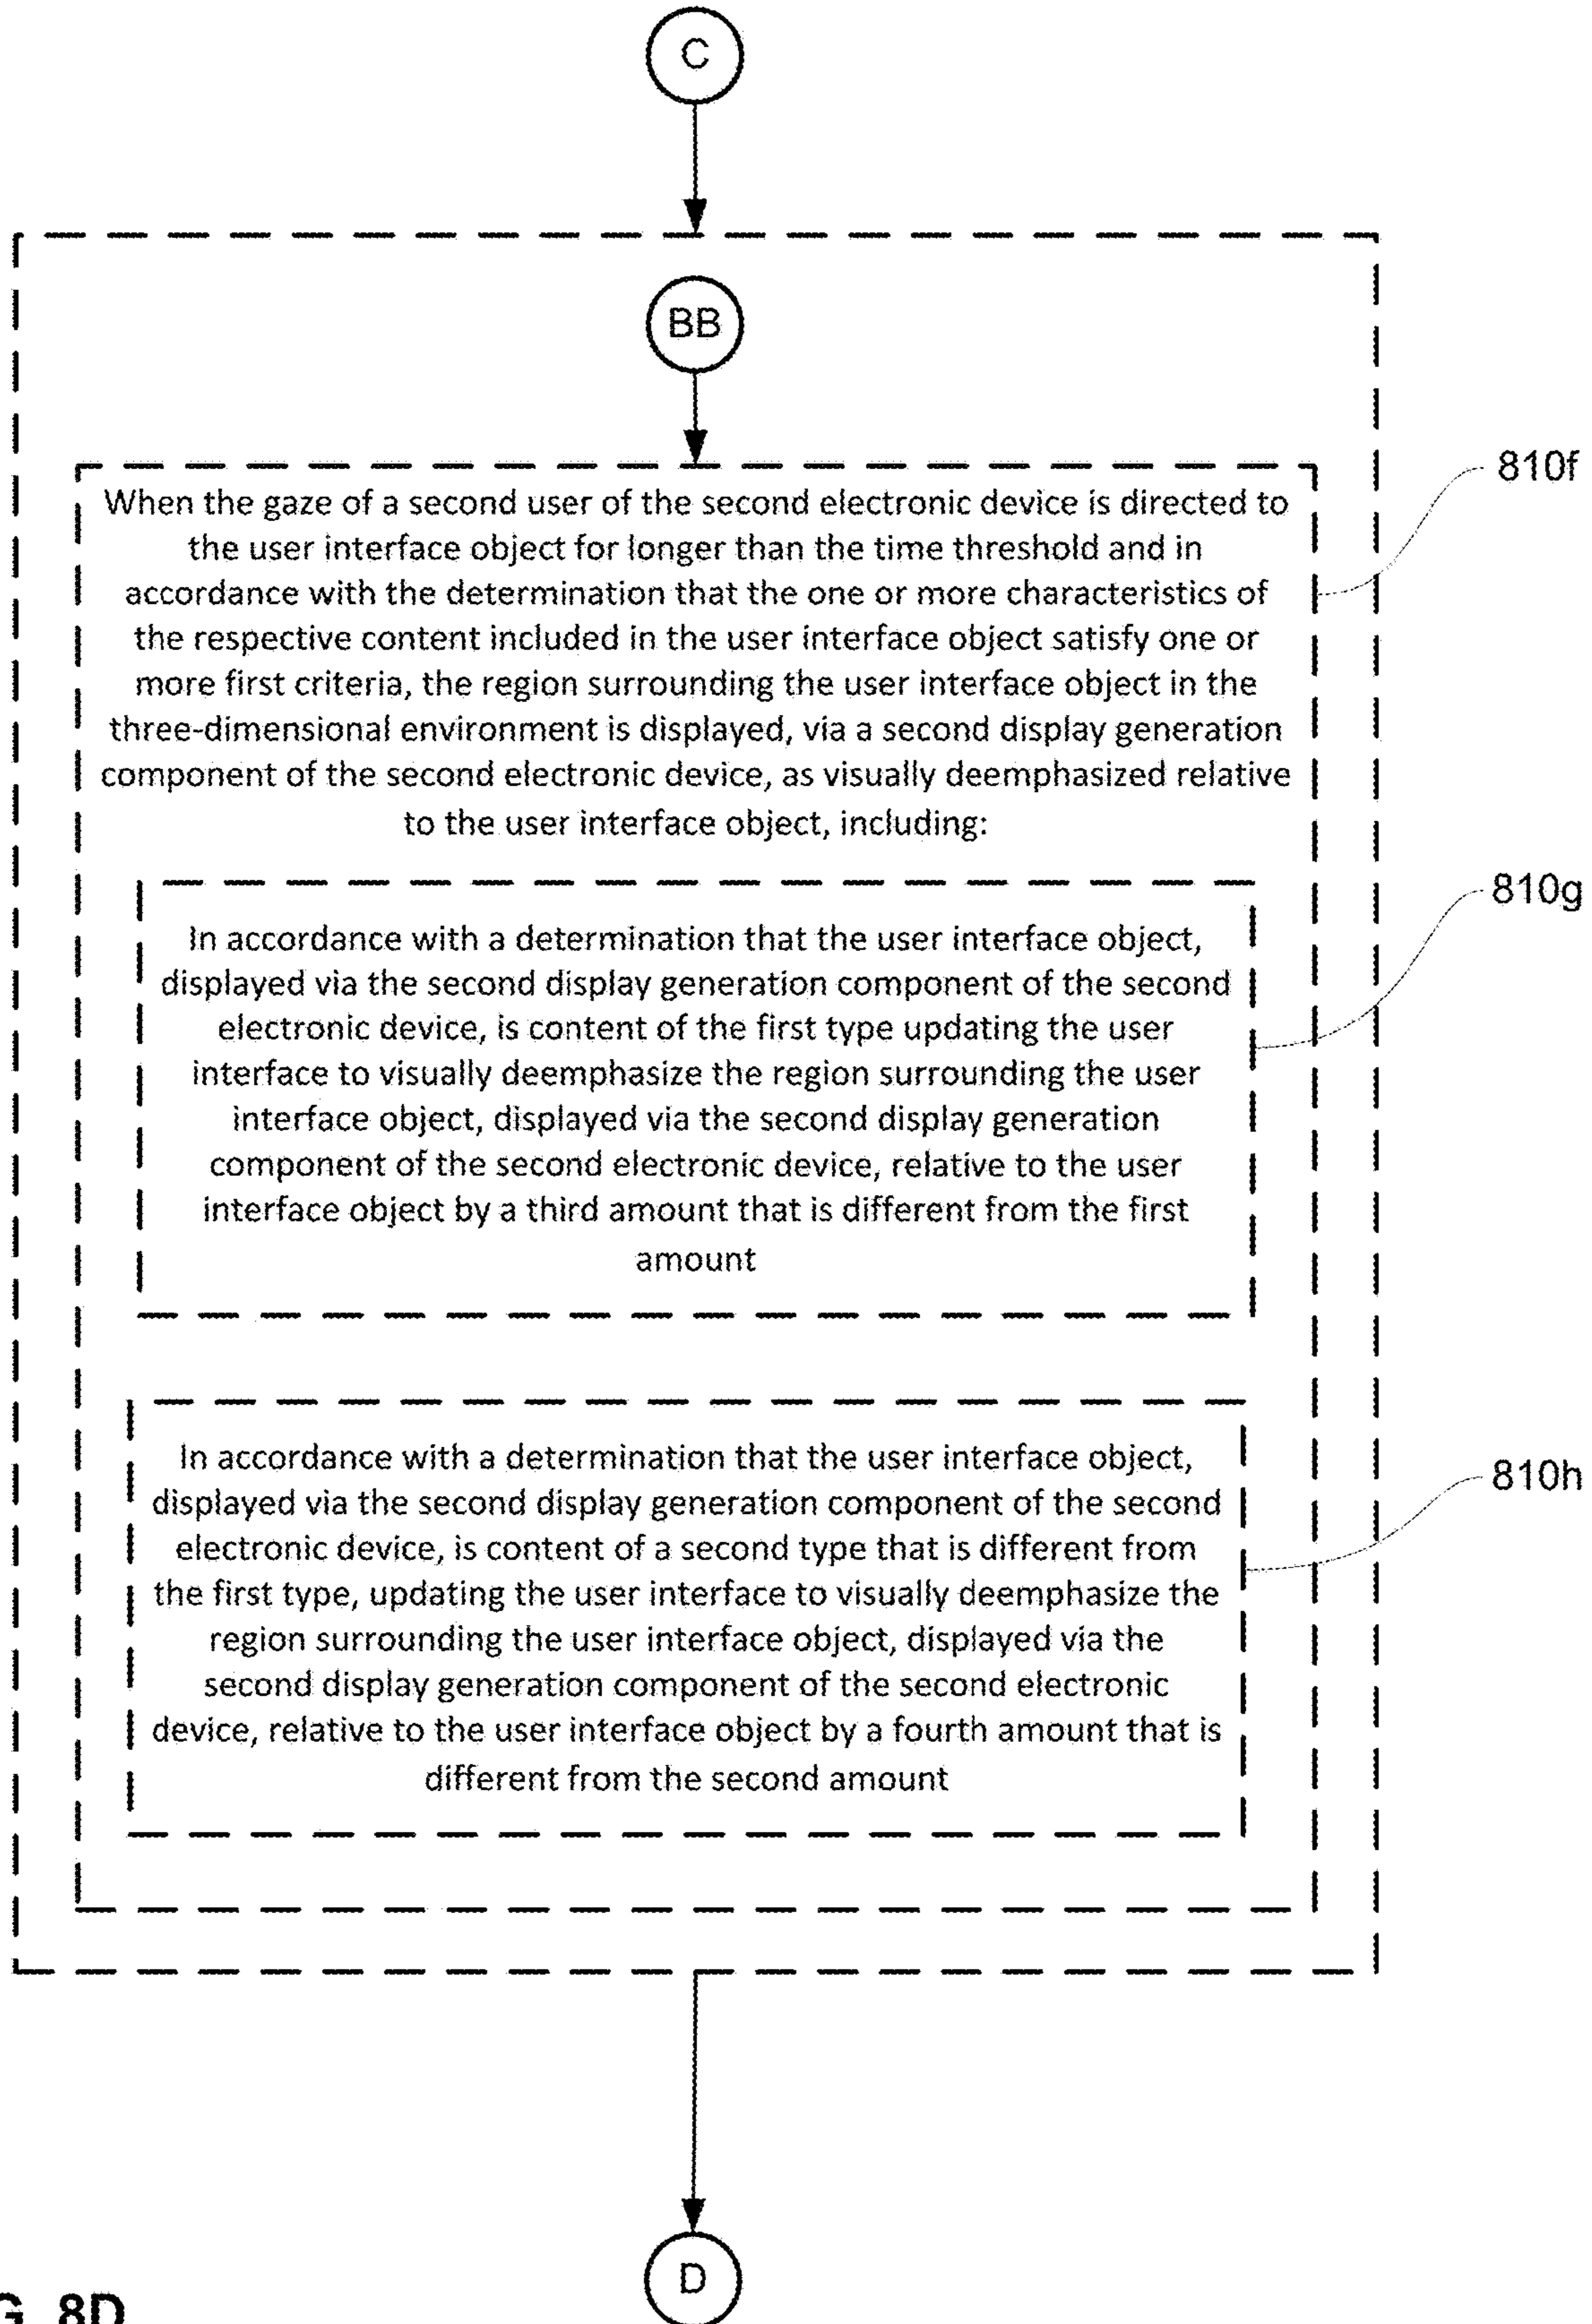 C
BB
810f
When the gaze of a second user of the second electronic device is directed to
the user interface object for longer than the time threshold and in
accordance with the determination that the one or more characteristics of
the respective content included in the user interface object satisfy one or
more first criteria, the region surrounding the user interface object in the
three-dimensional environment is displayed, via a second display generation
component of the second electronic device, as visually deemphasized relative
to the user interface object, including:
810g
In accordance with a determination that the user interface object,
displayed via the second display generation component of the second
electronic device, is content of the first type updating the user
interface to visually deemphasize the region surrounding the user
interface object, displayed via the second display generation
component of the second electronic device, relative to the user
interface object by a third amount that is different from the first
amount
810h
In accordance with a determination that the user interface object,
displayed via the second display generation component of the second
electronic device, is content of a second type that is different from
the first type, updating the user interface to visually deemphasize the
region surrounding the user interface object, displayed via the
second display generation component of the second electronic
device, relative to the user interface object by a fourth amount that is
different from the second amount
D
8D